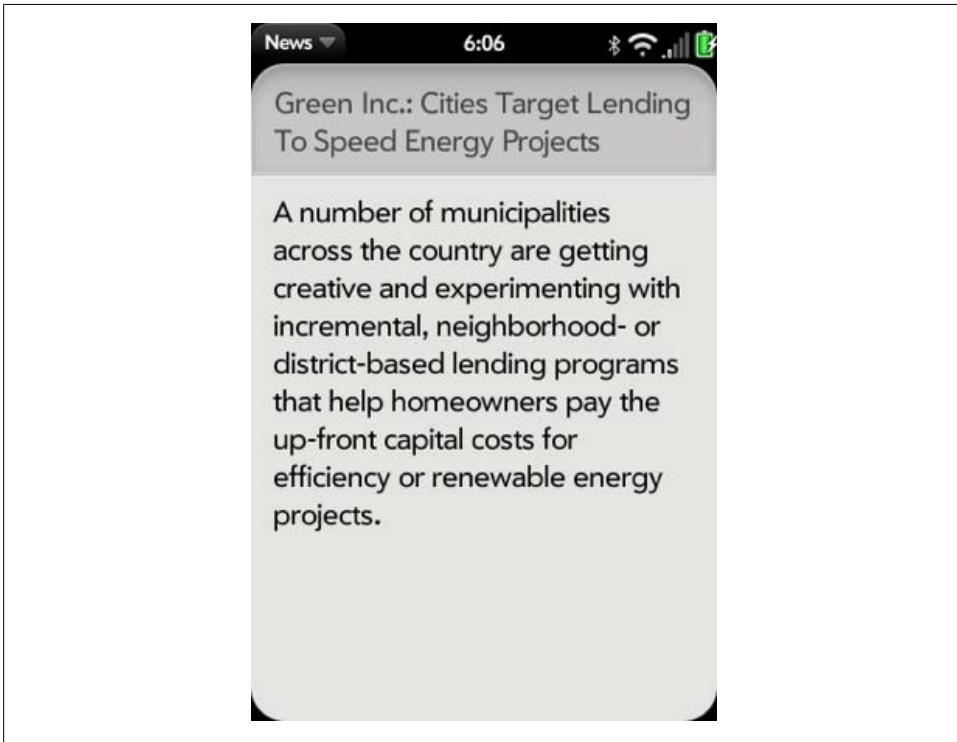 News 6:06
Green Inc.: Cities Target Lending
To Speed Energy Projects
A number of municipalities
across the country are getting
creative and experimenting with
incremental, neighborhood- or
district-based lending programs
that help homeowners pay the
up-front capital costs for
efficiency or renewable energy
projects.